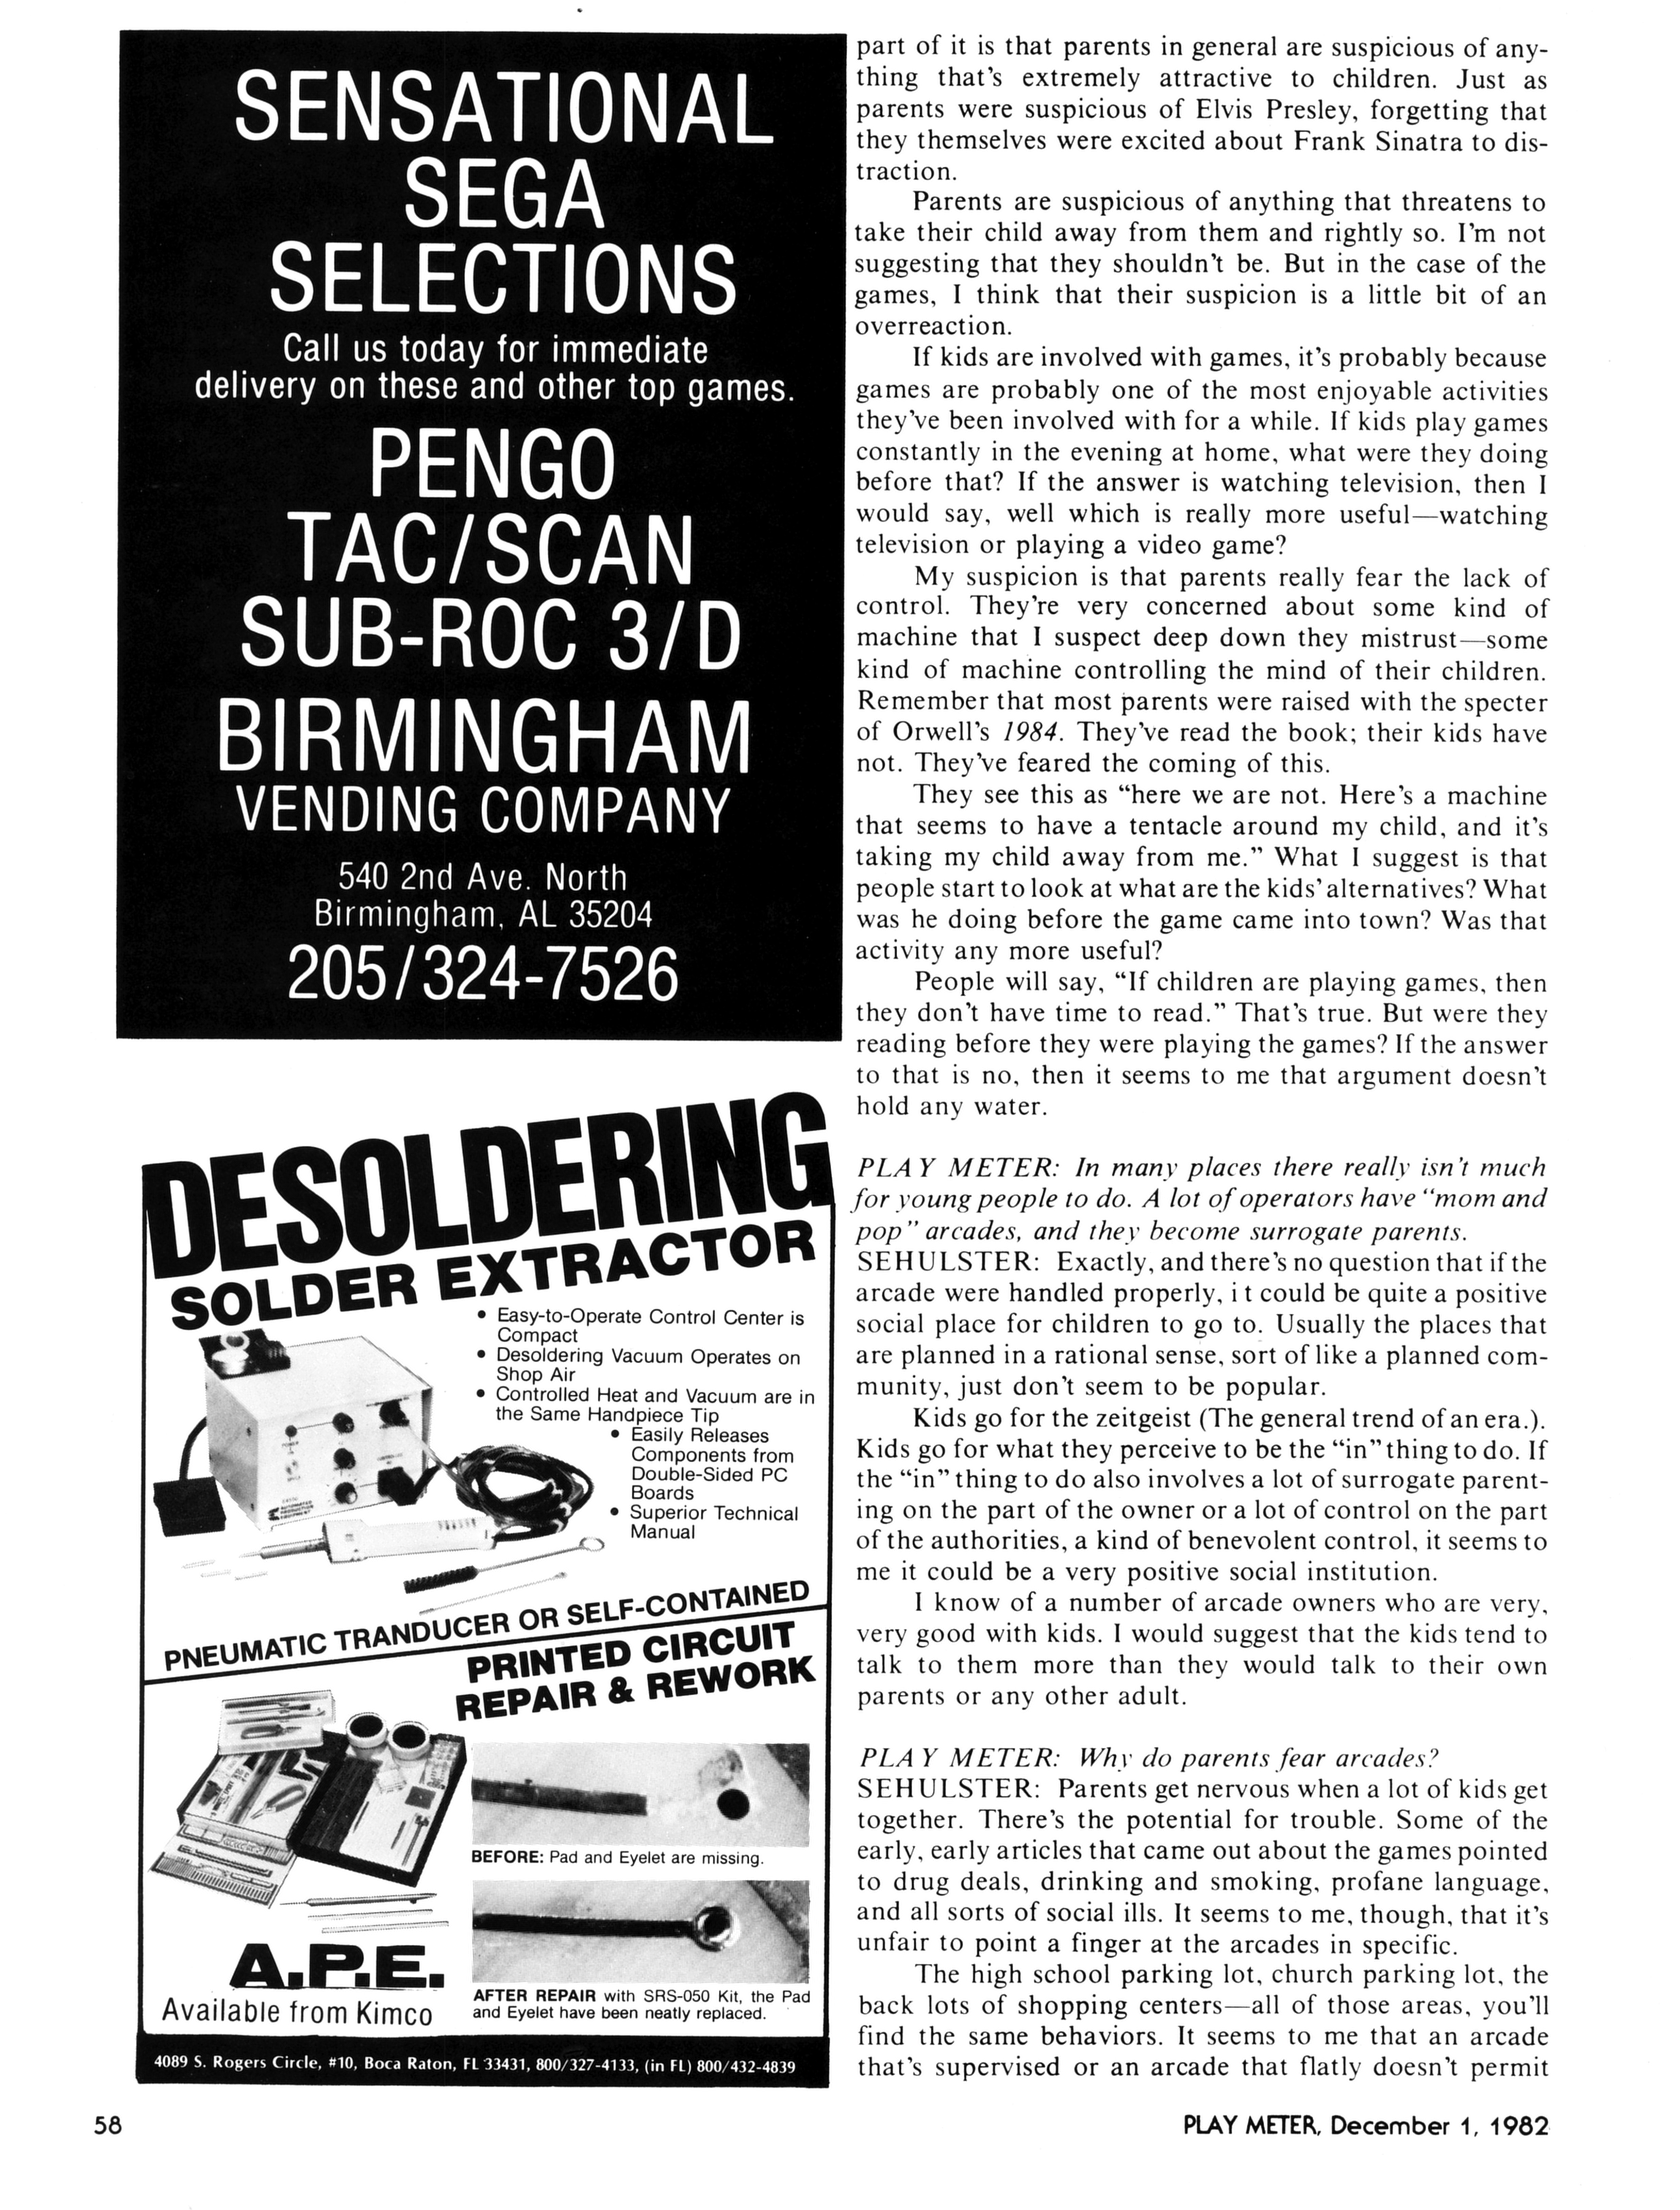 SENSATIONAL
SEGA
SELECTIONS
Call us today for immediate
delivery on these and other top games.
PENGO
TAC/SCAN
SUB-ROC 3/D
BIRMINGHAM
VENDING COMPANY
540 2nd Ave. North
Birmingham, AL 35204
205/324-7526
DESOLDERING
SOLDER EXTRACTOR
• Easy-to-Operate Control Center is
Compact
• Desoldering Vacuum Operates on
Shop Air
• Controlled Heat and Vacuum are in
the Same Handpiece Tip
• Easily Releases
Components from
Double-Sided PC
Boards
• Superior Technical
Manual
PNEUMATIC TRANDUCER OR SELF-CONTAINED
PRINTED CIRCUIT
REPAIR & REWORK
BEFORE: Pad and Eyelet are missing.
A.P.E.
Available from Kimco
AFTER REPAIR with SRS-050 Kit, the Pad
and Eyelet have been neatly replaced.
4089 S. Rogers Circle, #10, Boca Raton, FL 33431, 800/327-4133, (in FL) 800/432-4839
part of it is that parents in general are suspicious of any-
thing that's extremely attractive to children. Just as
parents were suspicious of Elvis Presley, forgetting that
they themselves were excited about Frank Sinatra to dis-
traction.
Parents are suspicious of anything that threatens to
take their child away from them and rightly so. I'm not
suggesting that they shouldn't be. But in the case of the
games, I think that their suspicion is a little bit of an
overreaction.
If kids are involved with games, it's probably because
games are probably one of the most enjoyable activities
they've been involved with for a while. If kids play games
constantly in the evening at home, what were they doing
before that? If the answer is watching television, then I
would say, well which is really more useful—watching
television or playing a video game?
My suspicion is that parents really fear the lack of
control. They're very concerned about some kind of
machine that I suspect deep down they mistrust—some
kind of machine controlling the mind of their children.
Remember that most parents were raised with the specter
of Orwell's 1984. They've read the book; their kids have
not. They've feared the coming of this.
They see this as “here we are not. Here's a machine
that seems to have a tentacle around my child, and it's
taking my child away from me.” What I suggest is that
people start to look at what are the kids' alternatives? What
was he doing before the game came into town? Was that
activity any more useful?
People will say, “If children are playing games, then
they don't have time to read.” That's true. But were they
reading before they were playing the games? If the answer
to that is no, then it seems to me that argument doesn't
hold any water.
PLAY METER: In many places there really isn't much
for young people to do. A lot of operators have “mom and
pop” arcades, and they become surrogate parents.
SEHULSTER: Exactly, and there's no question that if the
arcade were handled properly, it could be quite a positive
social place for children to go to. Usually the places that
are planned in a rational sense, sort of like a planned com-
munity, just don't seem to be popular.
Kids go for the zeitgeist (The general trend of an era.).
Kids go for what they perceive to be the “in” thing to do. If
the “in” thing to do also involves a lot of surrogate parent-
ing on the part of the owner or a lot of control on the part
of the authorities, a kind of benevolent control, it seems to
me it could be a very positive social institution.
I know of a number of arcade owners who are very,
very good with kids. I would suggest that the kids tend to
talk to them more than they would talk to their own
parents or any other adult.
PLAY METER: Why do parents fear arcades?
SEHULSTER: Parents get nervous when a lot of kids get
together. There's the potential for trouble. Some of the
early, early articles that came out about the games pointed
to drug deals, drinking and smoking, profane language,
and all sorts of social ills. It seems to me, though, that it's
unfair to point a finger at the arcades in specific.
The high school parking lot, church parking lot, the
back lots of shopping centers—all of those areas, you'll
find the same behaviors. It seems to me that an arcade
that's supervised or an arcade that flatly doesn't permit
58
PLAY METER, December 1, 1982